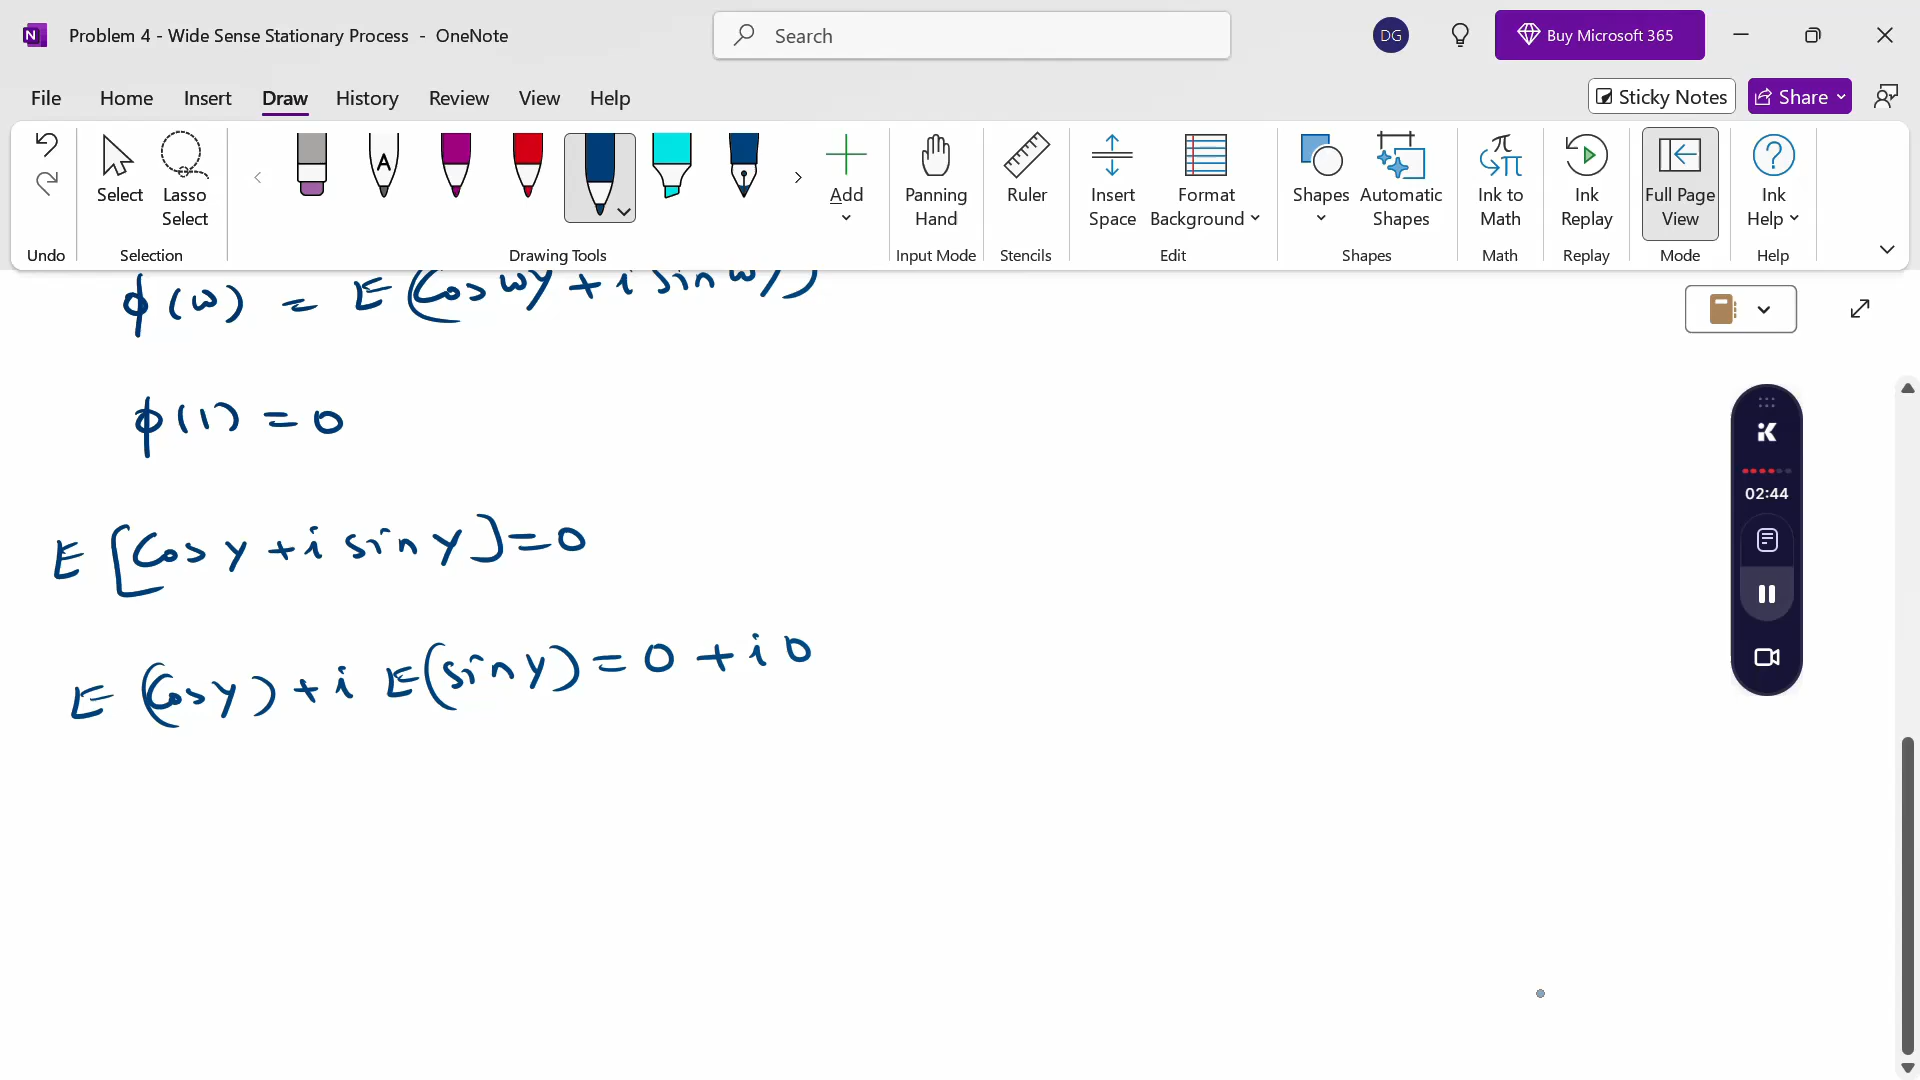 Problem 4 - Wide Sense Stationary Process - OneNote
Search
DG
Buy Microsoft 365
File Home Insert Draw History Review View Help
Sticky Notes
Share
Select
Lasso Select
A
Add
Panning Hand
Ruler
Insert Space
Format Background
Shapes
Automatic Shapes
Ink to Math
Ink Replay
Full Page View
Ink Help
Undo
Selection
Drawing Tools
Input Mode
Stencils
Edit
Shapes
Math
Replay
Mode
Help
ϕ(ω) = E(Cos ωy + i sin ωy)
ϕ(1) = 0
E [Cos y + i sin y] = 0
E (Cos y) + i E(sin y) = 0 + i 0
02:44